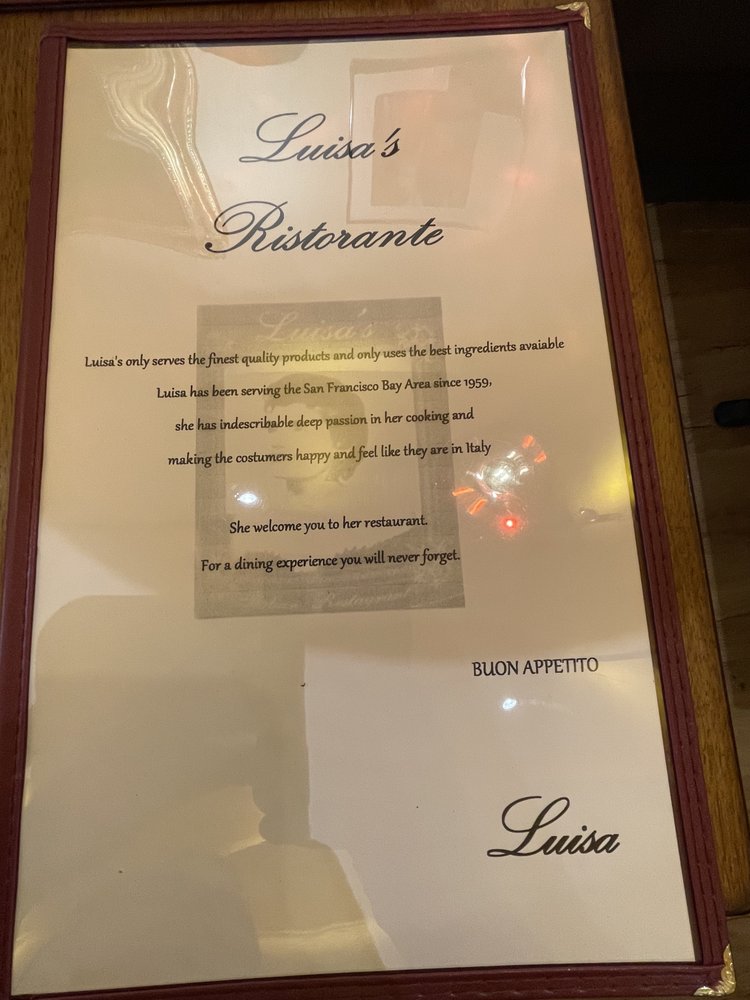 Luisa's
Ristorante
Luisa's
Luisa's only serves the finest quality products and only uses the best ingredients avaiable
Luisa has been serving the San Francisco Bay Area since 1959,
she has indescribable deep passion in her cooking and
making the costumers happy and feel like they are in Italy
She welcome you to her restaurant.
For a dining experience you will never forget.
Restaurant
BUON APPETITO
Luisa